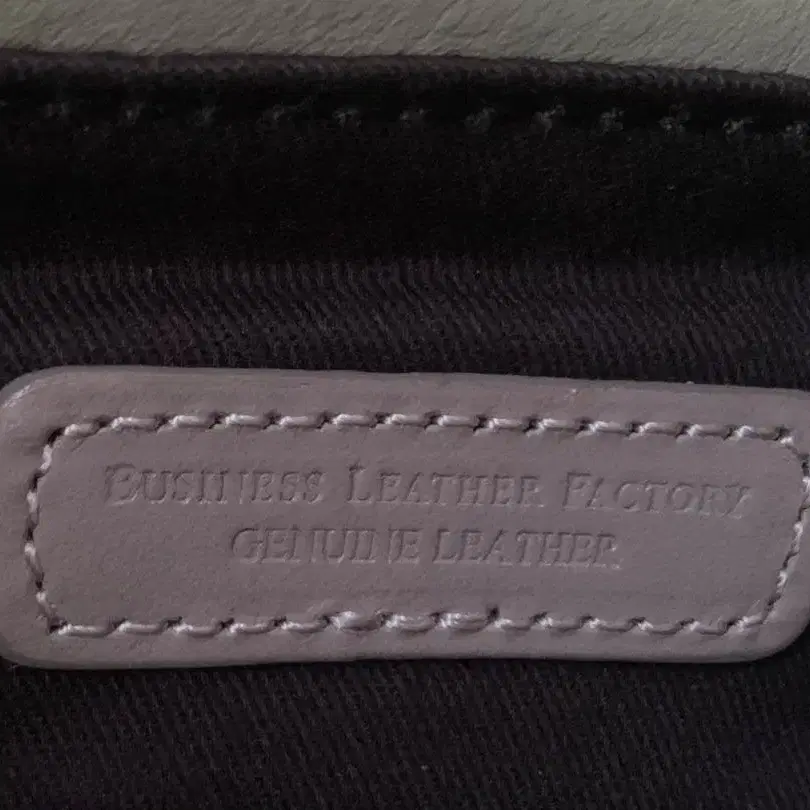 BUSINESS LEATHER FACTORY
GENUINE LEATHER